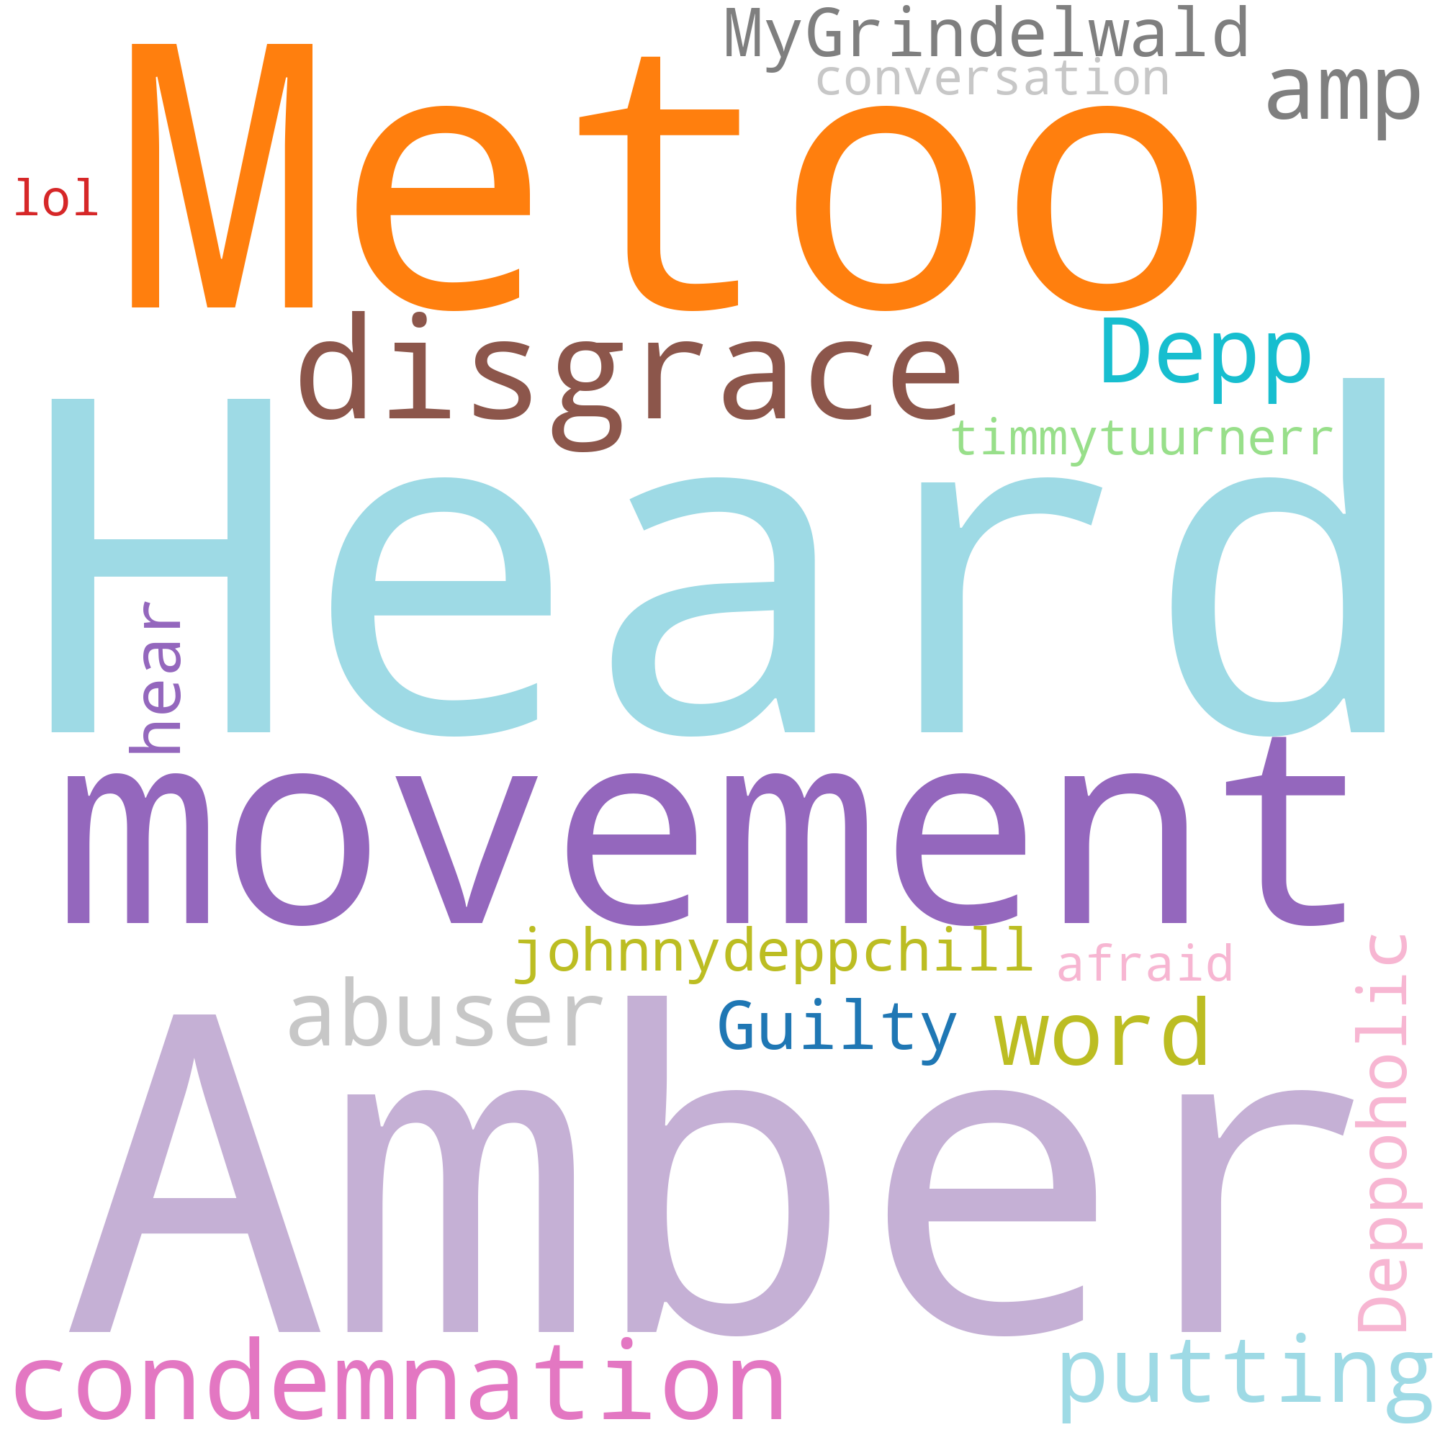 MyGrindelwald
conversation
amp
Metoo
lol
disgrace
Depp
timmytuurnerr
Heard
hear
movement
johnnydeppchill
afraid
Deppoholic
abuser
Guilty
word
Amber
condemnation
putting